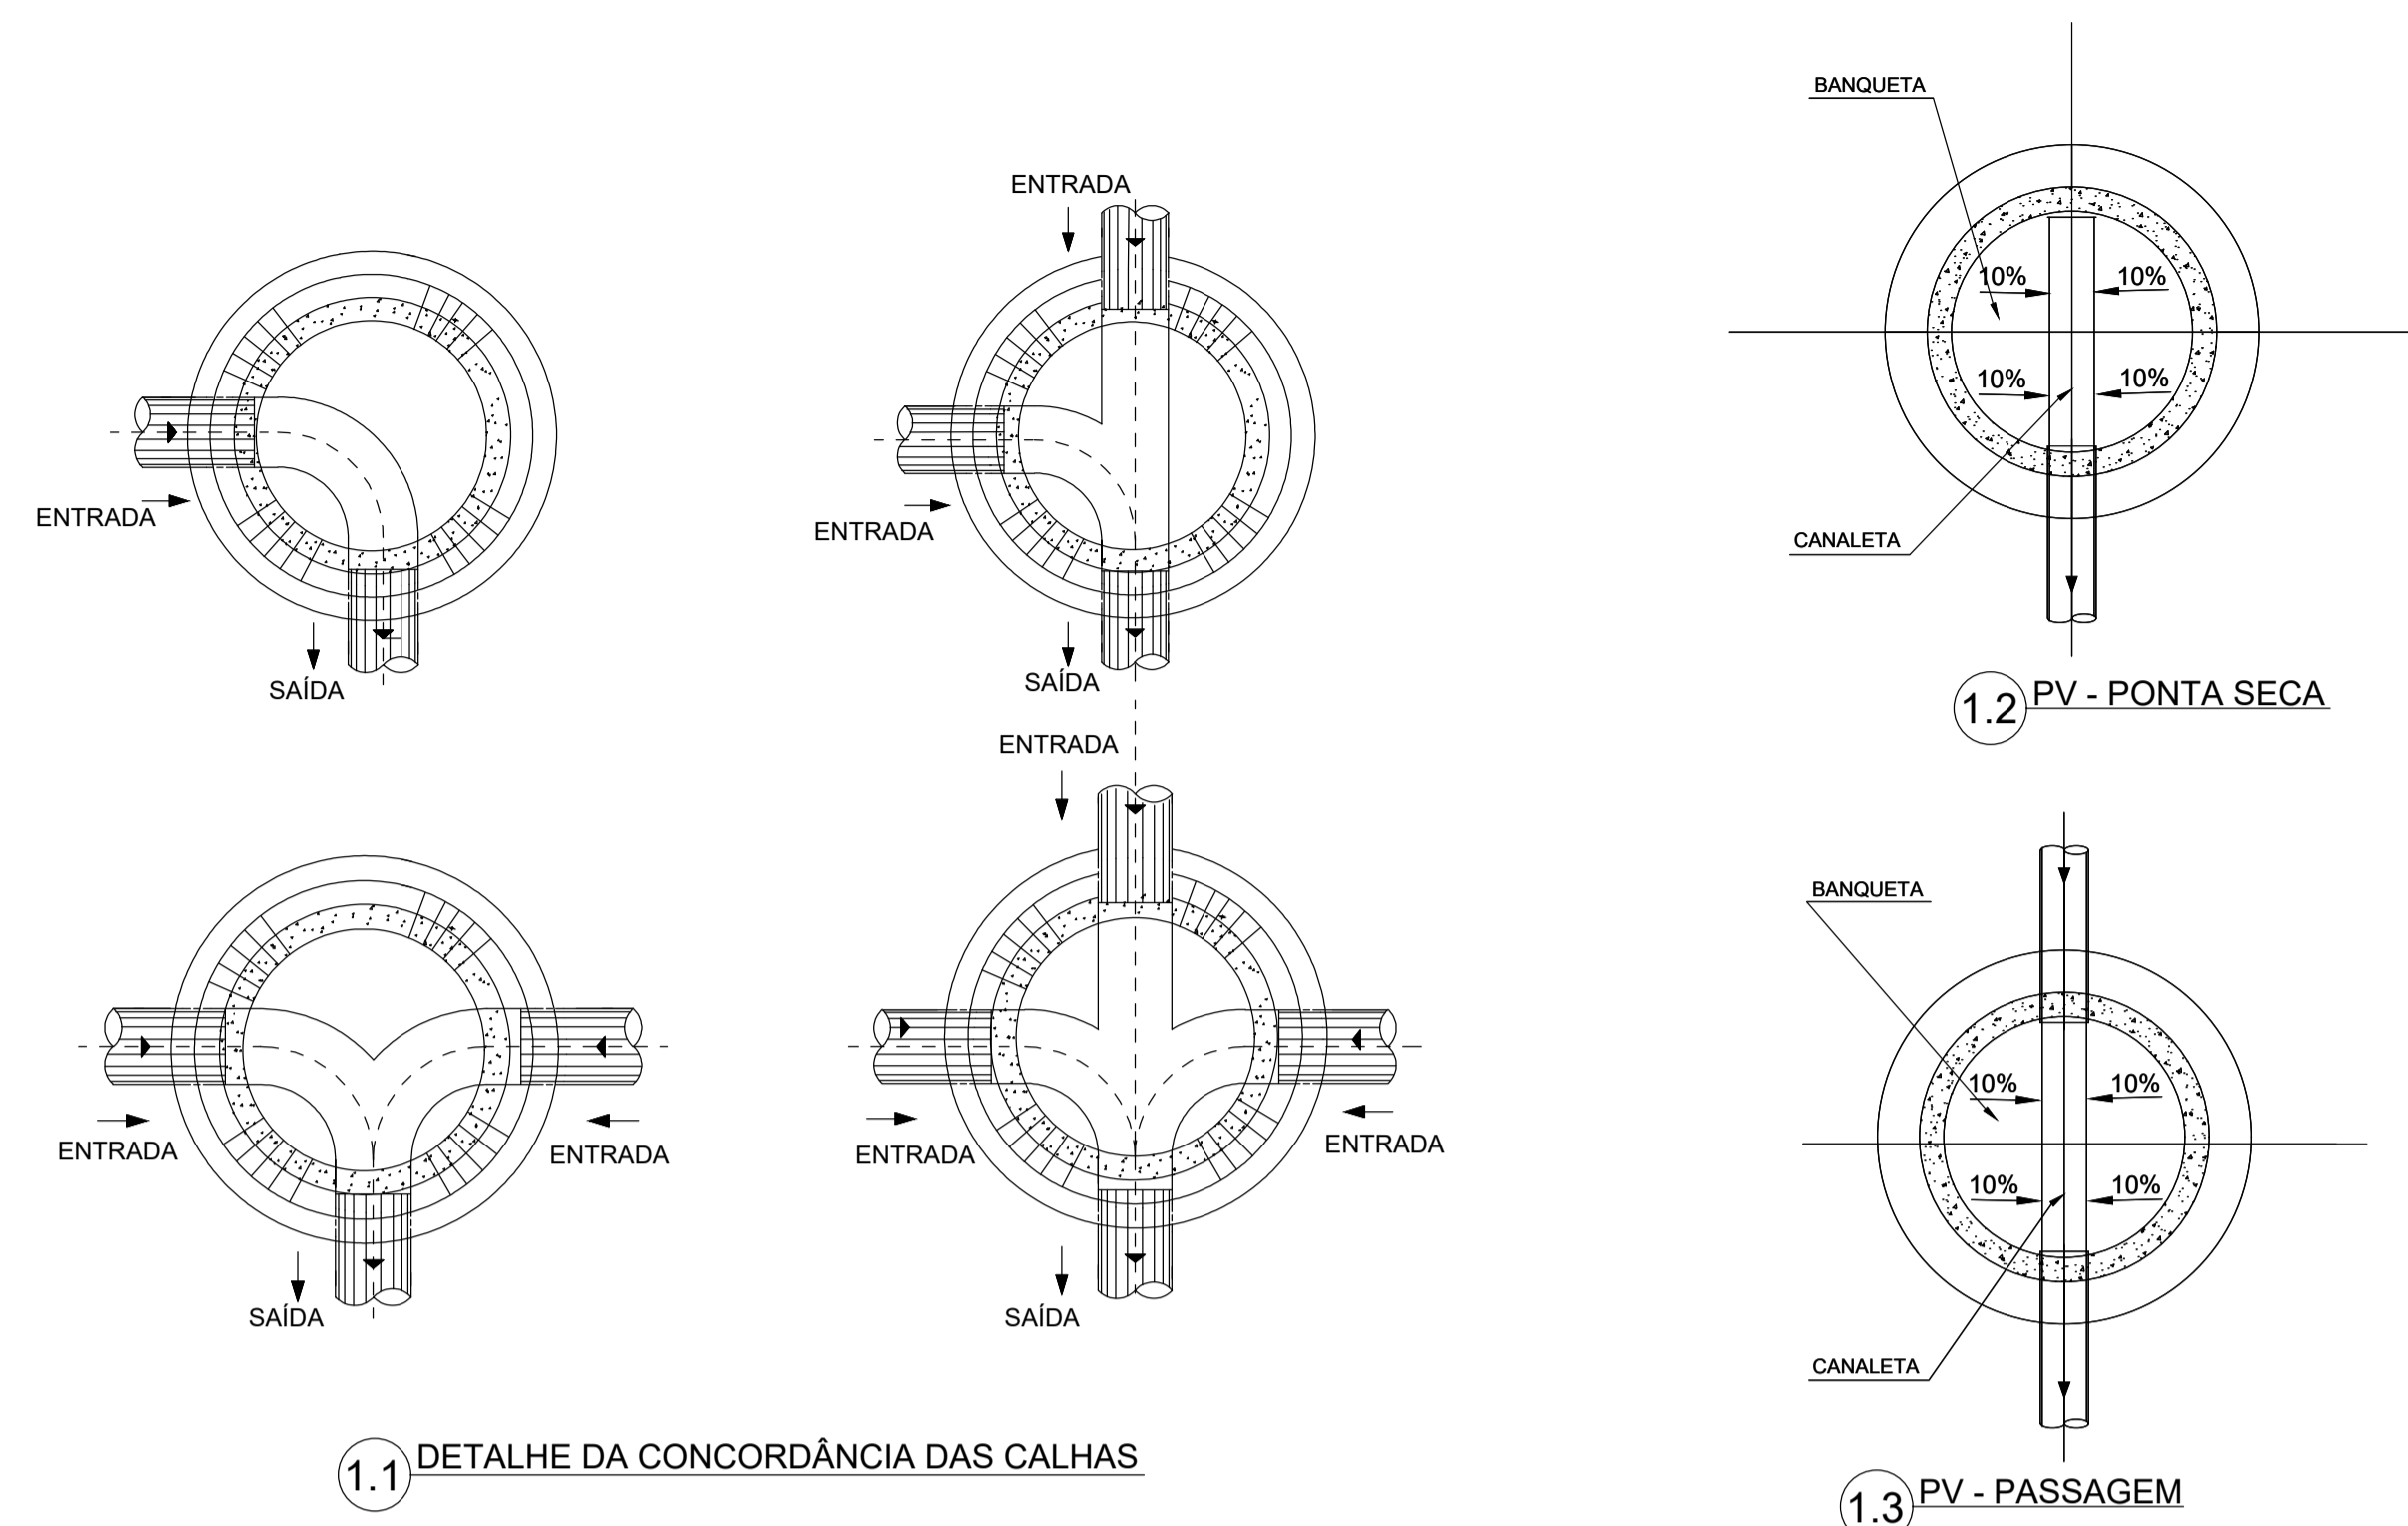 ENTRADA
SAÍDA
ENTRADA
ENTRADA
SAÍDA
ENTRADA
ENTRADA
SAÍDA
ENTRADA
ENTRADA
ENTRADA
SAÍDA
1.1 DETALHE DA CONCORDÂNCIA DAS CALHAS
BANQUETA
10% 10%
10% 10%
CANALETA
1.2 PV - PONTA SECA
BANQUETA
10% 10%
10% 10%
CANALETA
1.3 PV - PASSAGEM